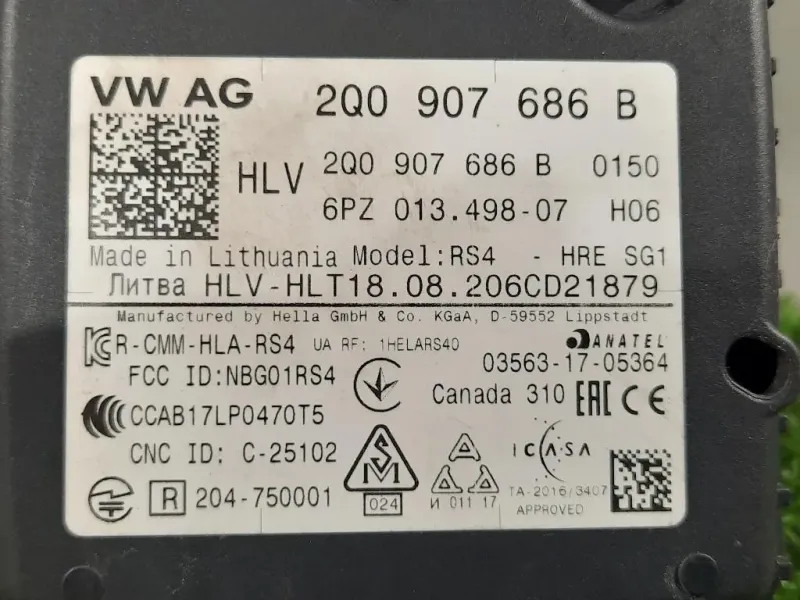 VW AG 2Q0 907 686 B
HLV 2Q0 907 686 B 0150
6PZ 013.498-07 H06
Made in Lithuania Model:RS4 - HRE SG1
Литва HLV-HLT18.08.206CD21879
Manufactured by Hella GmbH & Co. KGaA, D-59552 Lippstadt
R-CMM-HLA-RS4 UA RF: 1HELARS40 ANATEL
03563-17-05364
FCC ID:NBG01RS4
Canada 310 EAC CE
CCAB17LP0470T5
CNC ID: C-25102
SM
ICASA
R 204-750001
024
И 011 17
TA-2016/3407
APPROVED